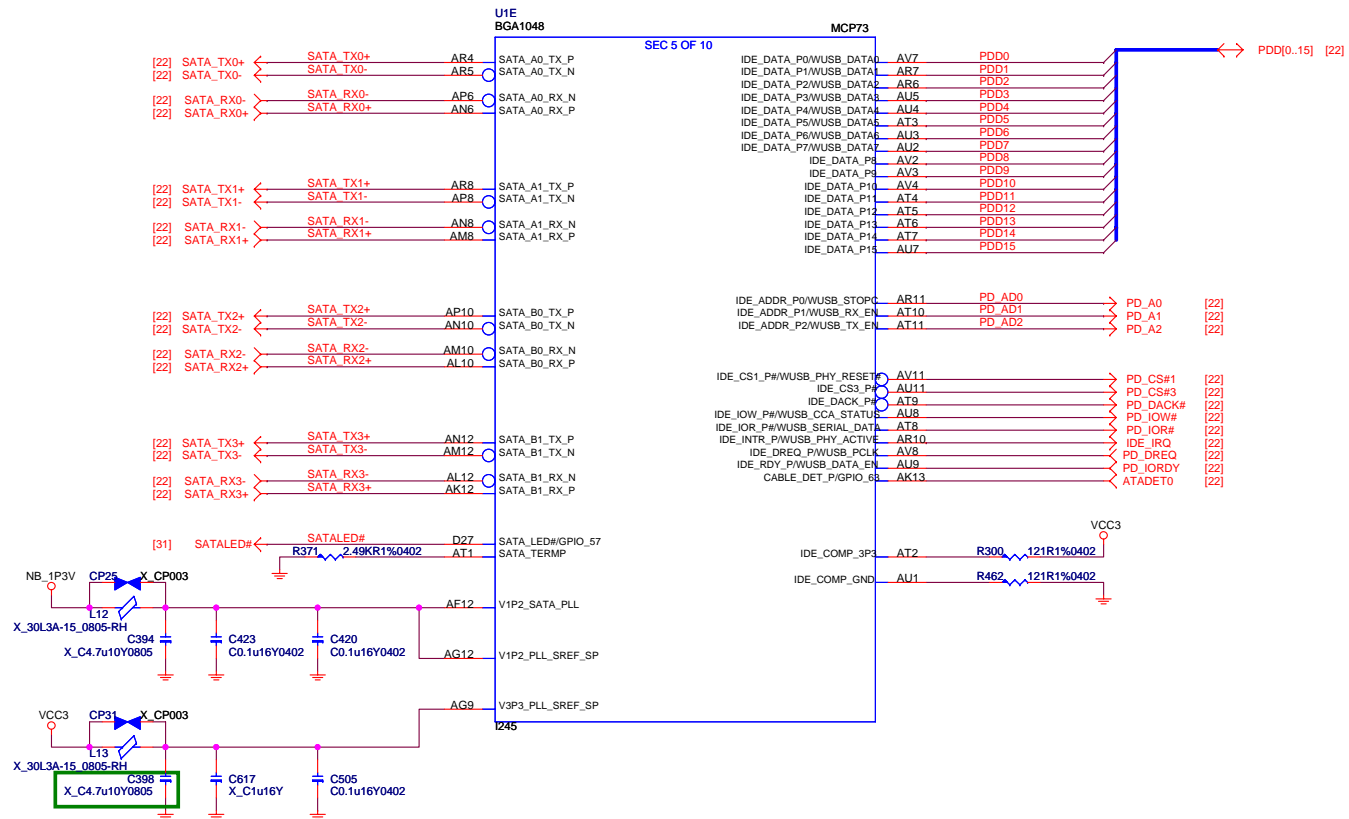 U1E
BGA1048
MCP73
SEC 5 OF 10
[22] SATA_TX0+ SATA_TX0+ AR4 SATA_A0_TX_P
[22] SATA_TX0- SATA_TX0- AR5 SATA_A0_TX_N
[22] SATA_RX0- SATA_RX0- AP6 SATA_A0_RX_N
[22] SATA_RX0+ SATA_RX0+ AN6 SATA_A0_RX_P
[22] SATA_TX1+ SATA_TX1+ AR8 SATA_A1_TX_P
[22] SATA_TX1- SATA_TX1- AP8 SATA_A1_TX_N
[22] SATA_RX1- SATA_RX1- AN8 SATA_A1_RX_N
[22] SATA_RX1+ SATA_RX1+ AM8 SATA_A1_RX_P
[22] SATA_TX2+ SATA_TX2+ AP10 SATA_B0_TX_P
[22] SATA_TX2- SATA_TX2- AN10 SATA_B0_TX_N
[22] SATA_RX2- SATA_RX2- AM10 SATA_B0_RX_N
[22] SATA_RX2+ SATA_RX2+ AL10 SATA_B0_RX_P
[22] SATA_TX3+ SATA_TX3+ AN12 SATA_B1_TX_P
[22] SATA_TX3- SATA_TX3- AM12 SATA_B1_TX_N
[22] SATA_RX3- SATA_RX3- AL12 SATA_B1_RX_N
[22] SATA_RX3+ SATA_RX3+ AK12 SATA_B1_RX_P
[31] SATALED# SATALED# D27 SATA_LED#/GPIO_57
R371 2.49KR1%0402 AT1 SATA_TERMP
NB_1P3V CP25 X_CP003
AF12 V1P2_SATA_PLL
L12
X_30L3A-15_0805-RH
C394
X_C4.7u10Y0805
C423
C0.1u16Y0402
C420
C0.1u16Y0402
AG12 V1P2_PLL_SREF_SP
AG9 V3P3_PLL_SREF_SP
I245
VCC3 CP31 X_CP003
L13
X_30L3A-15_0805-RH
C398
X_C4.7u10Y0805
C617
X_C1u16Y
C505
C0.1u16Y0402
IDE_DATA_P0/WUSB_DATA0 AV7 PDD0
PDD[0..15] [22]
IDE_DATA_P1/WUSB_DATA1 AR7 PDD1
IDE_DATA_P2/WUSB_DATA2 AR6 PDD2
IDE_DATA_P3/WUSB_DATA3 AU5 PDD3
IDE_DATA_P4/WUSB_DATA4 AU4 PDD4
IDE_DATA_P5/WUSB_DATA5 AT3 PDD5
IDE_DATA_P6/WUSB_DATA6 AU3 PDD6
IDE_DATA_P7/WUSB_DATA7 AU2 PDD7
IDE_DATA_P8 AV2 PDD8
IDE_DATA_P9 AV3 PDD9
IDE_DATA_P10 AV4 PDD10
IDE_DATA_P11 AT4 PDD11
IDE_DATA_P12 AT5 PDD12
IDE_DATA_P13 AT6 PDD13
IDE_DATA_P14 AT7 PDD14
IDE_DATA_P15 AU7 PDD15
IDE_ADDR_P0/WUSB_STOPC AR11 PD_AD0 PD_A0 [22]
IDE_ADDR_P1/WUSB_RX_EN AT10 PD_AD1 PD_A1 [22]
IDE_ADDR_P2/WUSB_TX_EN AT11 PD_AD2 PD_A2 [22]
IDE_CS1_P#/WUSB_PHY_RESET# AV11 PD_CS#1 [22]
IDE_CS3_P# AU11 PD_CS#3 [22]
IDE_DACK_P# AT9 PD_DACK# [22]
IDE_IOW_P#/WUSB_CCA_STATUS AU8 PD_IOW# [22]
IDE_IOR_P#/WUSB_SERIAL_DATA AT8 PD_IOR# [22]
IDE_INTR_P/WUSB_PHY_ACTIVE AR10 IDE_IRQ [22]
IDE_DREQ_P/WUSB_PCLK AV8 PD_DREQ [22]
IDE_RDY_P/WUSB_DATA_EN AU9 PD_IORDY [22]
CABLE_DET_P/GPIO_63 AK13 ATADET0 [22]
VCC3
IDE_COMP_3P3 AT2 R300 121R1%0402
IDE_COMP_GND AU1 R462 121R1%0402